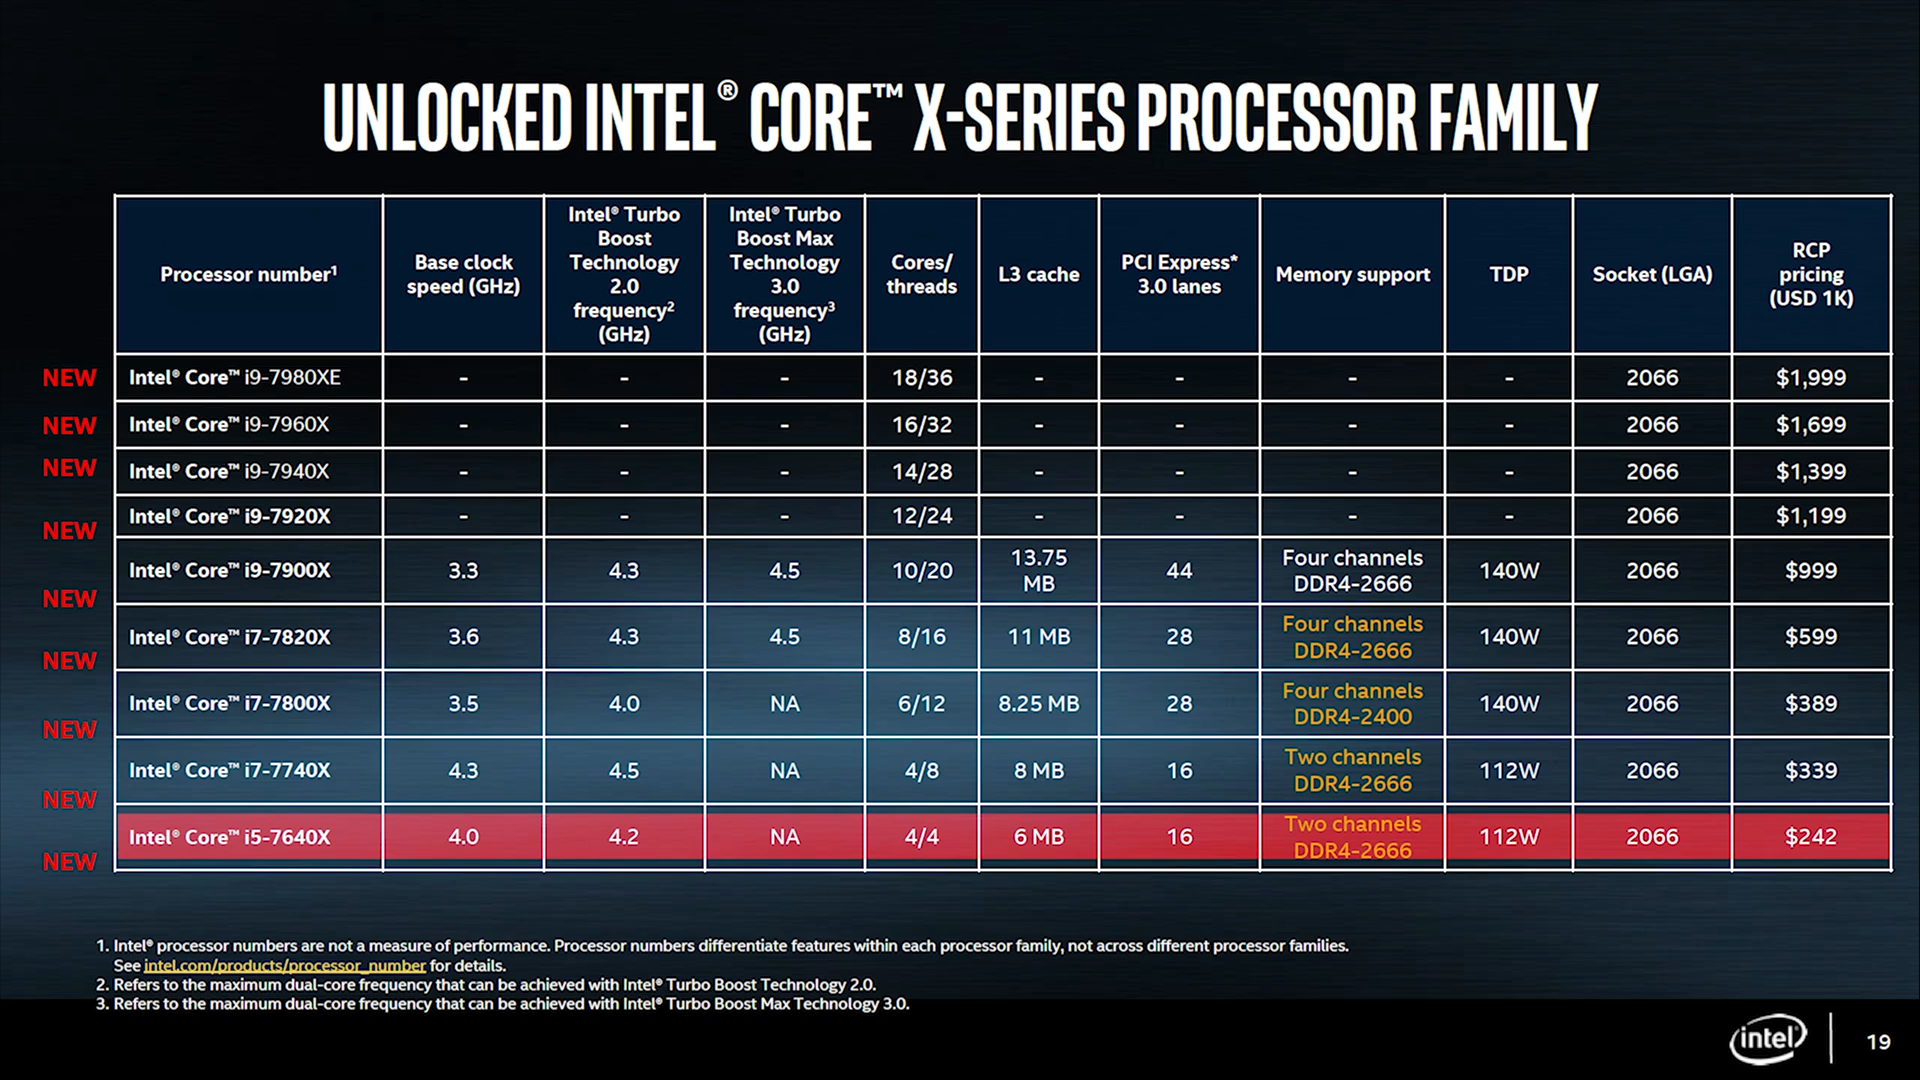 UNLOCKED INTEL® CORE™ X-SERIES PROCESSOR FAMILY
Processor number¹ Base clock speed (GHz) Intel® Turbo Boost Technology 2.0 frequency² (GHz) Intel® Turbo Boost Max Technology 3.0 frequency³ (GHz) Cores/ threads L3 cache PCI Express* 3.0 lanes Memory support TDP Socket (LGA) RCP pricing (USD 1K)
NEW Intel® Core™ i9-7980XE - - - 18/36 - - - - 2066 $1,999
NEW Intel® Core™ i9-7960X - - - 16/32 - - - - 2066 $1,699
NEW Intel® Core™ i9-7940X - - - 14/28 - - - - 2066 $1,399
NEW Intel® Core™ i9-7920X - - - 12/24 - - - - 2066 $1,199
NEW Intel® Core™ i9-7900X 3.3 4.3 4.5 10/20 13.75 MB 44 Four channels DDR4-2666 140W 2066 $999
NEW Intel® Core™ i7-7820X 3.6 4.3 4.5 8/16 11 MB 28 Four channels DDR4-2666 140W 2066 $599
NEW Intel® Core™ i7-7800X 3.5 4.0 NA 6/12 8.25 MB 28 Four channels DDR4-2400 140W 2066 $389
NEW Intel® Core™ i7-7740X 4.3 4.5 NA 4/8 8 MB 16 Two channels DDR4-2666 112W 2066 $339
NEW Intel® Core™ i5-7640X 4.0 4.2 NA 4/4 6 MB 16 Two channels DDR4-2666 112W 2066 $242
1. Intel® processor numbers are not a measure of performance. Processor numbers differentiate features within each processor family, not across different processor families.
See intel.com/products/processor_number for details.
2. Refers to the maximum dual-core frequency that can be achieved with Intel® Turbo Boost Technology 2.0.
3. Refers to the maximum dual-core frequency that can be achieved with Intel® Turbo Boost Max Technology 3.0.
intel® 19